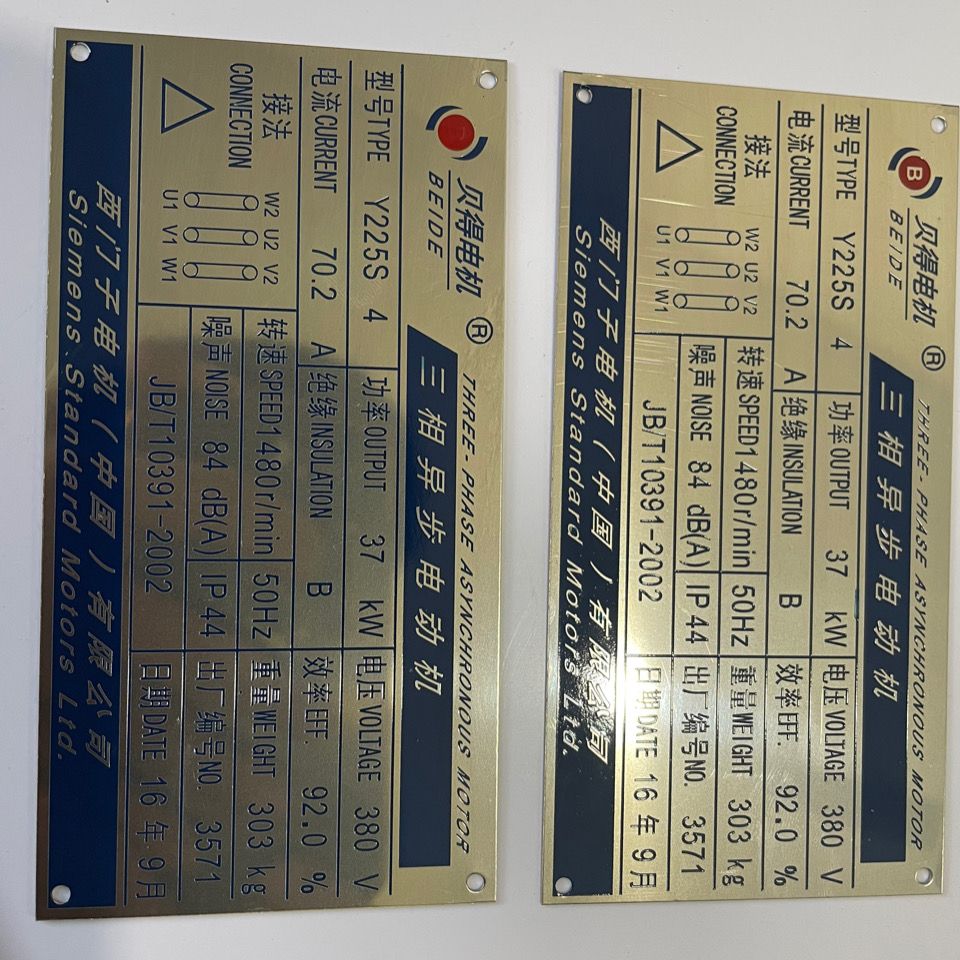 B
贝得电机®
BEIDE
THREE-PHASE ASYNCHRONOUS MOTOR
三相异步电动机
型号TYPE Y225S 4 功率OUTPUT 37 kW 电压VOLTAGE 380 V
电流CURRENT 70.2 A 绝缘INSULATION B 效率EFF. 92.0 %
接法 转速SPEED1480r/min 50Hz 重量WEIGHT 303 kg
CONNECTION
W2 U2 V2 噪声NOISE 84 dB(A) IP44 出厂编号NO. 3571
△
U1 V1 W1 JB/T10391-2002 日期DATE 16 年 9 月
西门子电机(中国)有限公司
Siemens Standard Motors Ltd.
贝得电机®
BEIDE
THREE-PHASE ASYNCHRONOUS MOTOR
三相异步电动机
型号TYPE Y225S 4 功率OUTPUT 37 kW 电压VOLTAGE 380 V
电流CURRENT 70.2 A 绝缘INSULATION B 效率EFF 92.0 %
接法 转速SPEED1480r/min 50Hz 重量WEIGHT 303 kg
CONNECTION
W2 U2 V2 噪声NOISE 84 dB(A) IP44 出厂编号NO. 3571
△
U1 V1 W1 JB/T10391-2002 日期DATE 16 年 9 月
西门子电机(中国)有限公司
Siemens.Standard Motors Ltd.